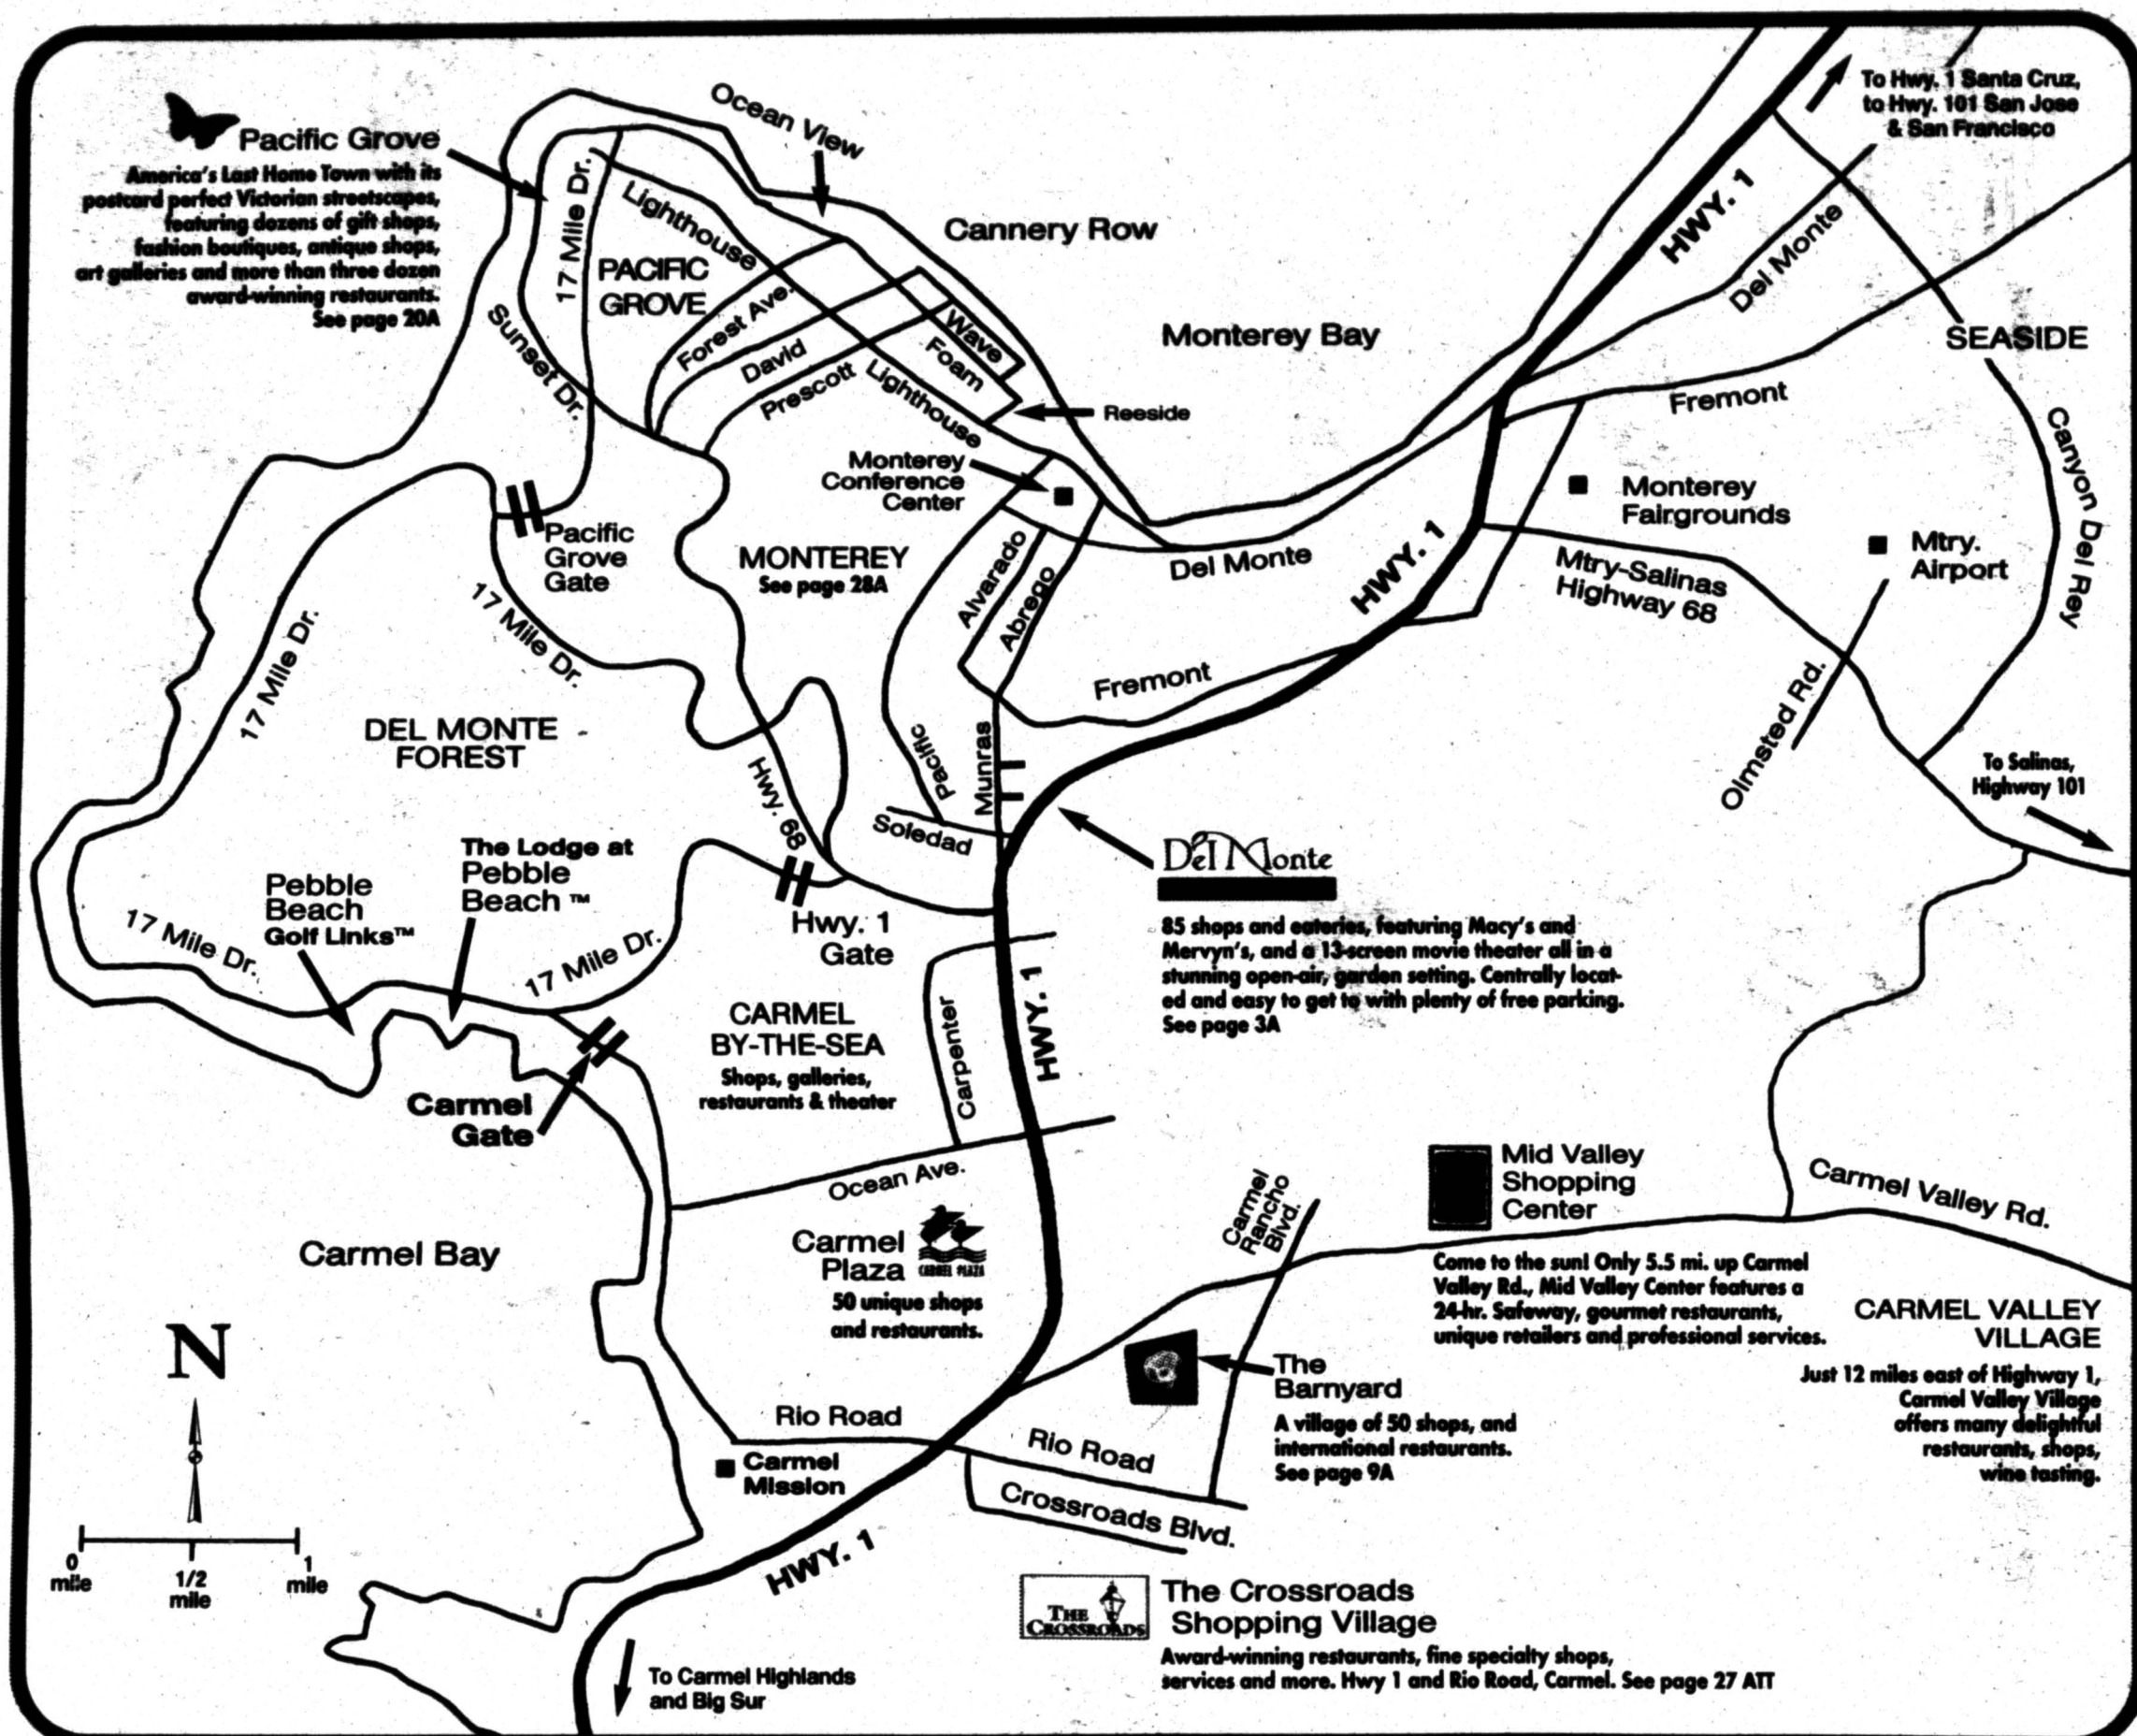 To Hwy. 1 Santa Cruz,
to Hwy. 101 San Jose
& San Francisco
Ocean View
Pacific Grove
America's Last Home Town with its
postcard perfect Victorian streetscapes,
featuring dozens of gift shops,
fashion boutiques, antique shops,
art galleries and more than three dozen
award-winning restaurants.
See page 20A
17 Mile Dr.
Lighthouse
PACIFIC
GROVE
Cannery Row
HWY. 1
Del Monte
Forest Ave.
Sunset Dr.
David
Prescott
Wave
Foam
Lighthouse
Reeside
Monterey Bay
SEASIDE
Fremont
Canyon Del Rey
Monterey
Conference
Center
Monterey
Fairgrounds
Mtry.
Airport
Pacific
Grove
Gate
MONTEREY
See page 28A
Alvarado
Abrego
Del Monte
HWY. 1
Mtry-Salinas
Highway 68
17 Mile Dr.
17 Mile Dr.
Fremont
Olmsted Rd.
DEL MONTE
FOREST
Hwy. 68
Pacific
Munras
Soledad
To Salinas,
Highway 101
The Lodge at
Pebble
Beach ™
Pebble
Beach
Golf Links™
17 Mile Dr.
17 Mile Dr.
Hwy. 1
Gate
Del Monte
85 shops and eateries, featuring Macy's and
Mervyn's, and a 13-screen movie theater all in a
stunning open-air, garden setting. Centrally locat-
ed and easy to get to with plenty of free parking.
See page 3A
CARMEL
BY-THE-SEA
Shops, galleries,
restaurants & theater
Carpenter
HWY. 1
Carmel
Gate
Ocean Ave.
Carmel Bay
Carmel
Plaza
CARMEL PLAZA
50 unique shops
and restaurants.
Carmel
Rancho
Blvd.
Mid Valley
Shopping
Center
Carmel Valley Rd.
Come to the sun! Only 5.5 mi. up Carmel
Valley Rd., Mid Valley Center features a
24-hr. Safeway, gourmet restaurants,
unique retailers and professional services.
CARMEL VALLEY
VILLAGE
Just 12 miles east of Highway 1,
Carmel Valley Village
offers many delightful
restaurants, shops,
wine tasting.
The
Barnyard
A village of 50 shops, and
international restaurants.
See page 9A
N
Rio Road
Rio Road
Carmel
Mission
Crossroads Blvd.
0
mile
1/2
mile
1
mile
HWY. 1
THE
CROSSROADS
The Crossroads
Shopping Village
Award-winning restaurants, fine specialty shops,
services and more. Hwy 1 and Rio Road, Carmel. See page 27 ATT
To Carmel Highlands
and Big Sur